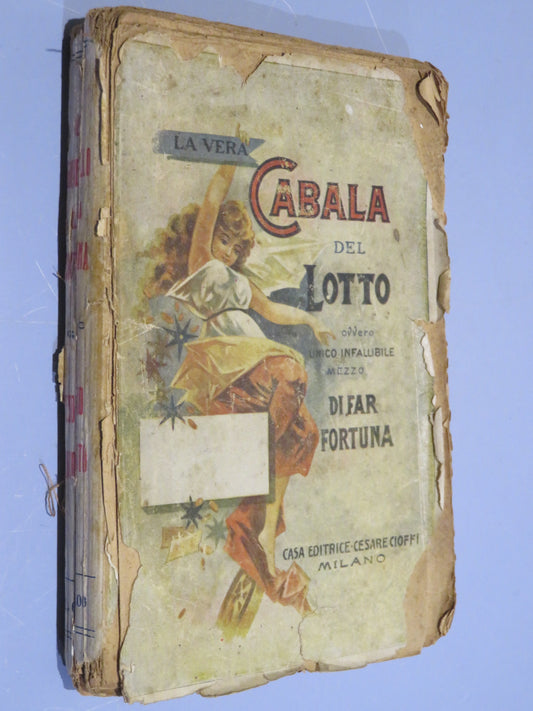 LA VERA
CABALA
DEL
LOTTO
ovvero
UNICO INFALLIBILE
MEZZO
DI FAR
FORTUNA
CASA EDITRICE-CESARE CIOFFI
MILANO